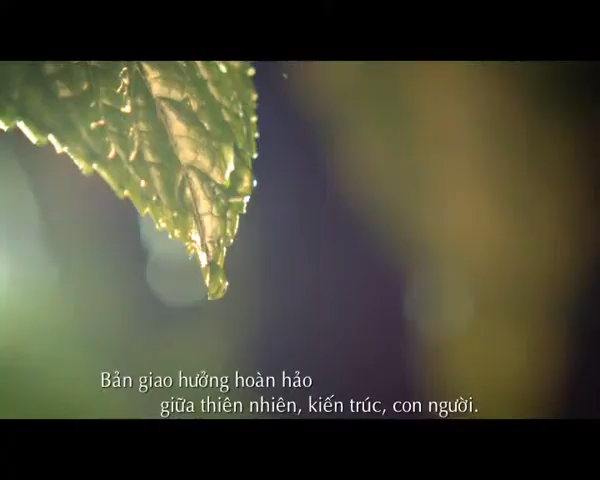 Bản giao hưởng hoàn hảo
giữa thiên nhiên, kiến trúc, con người.